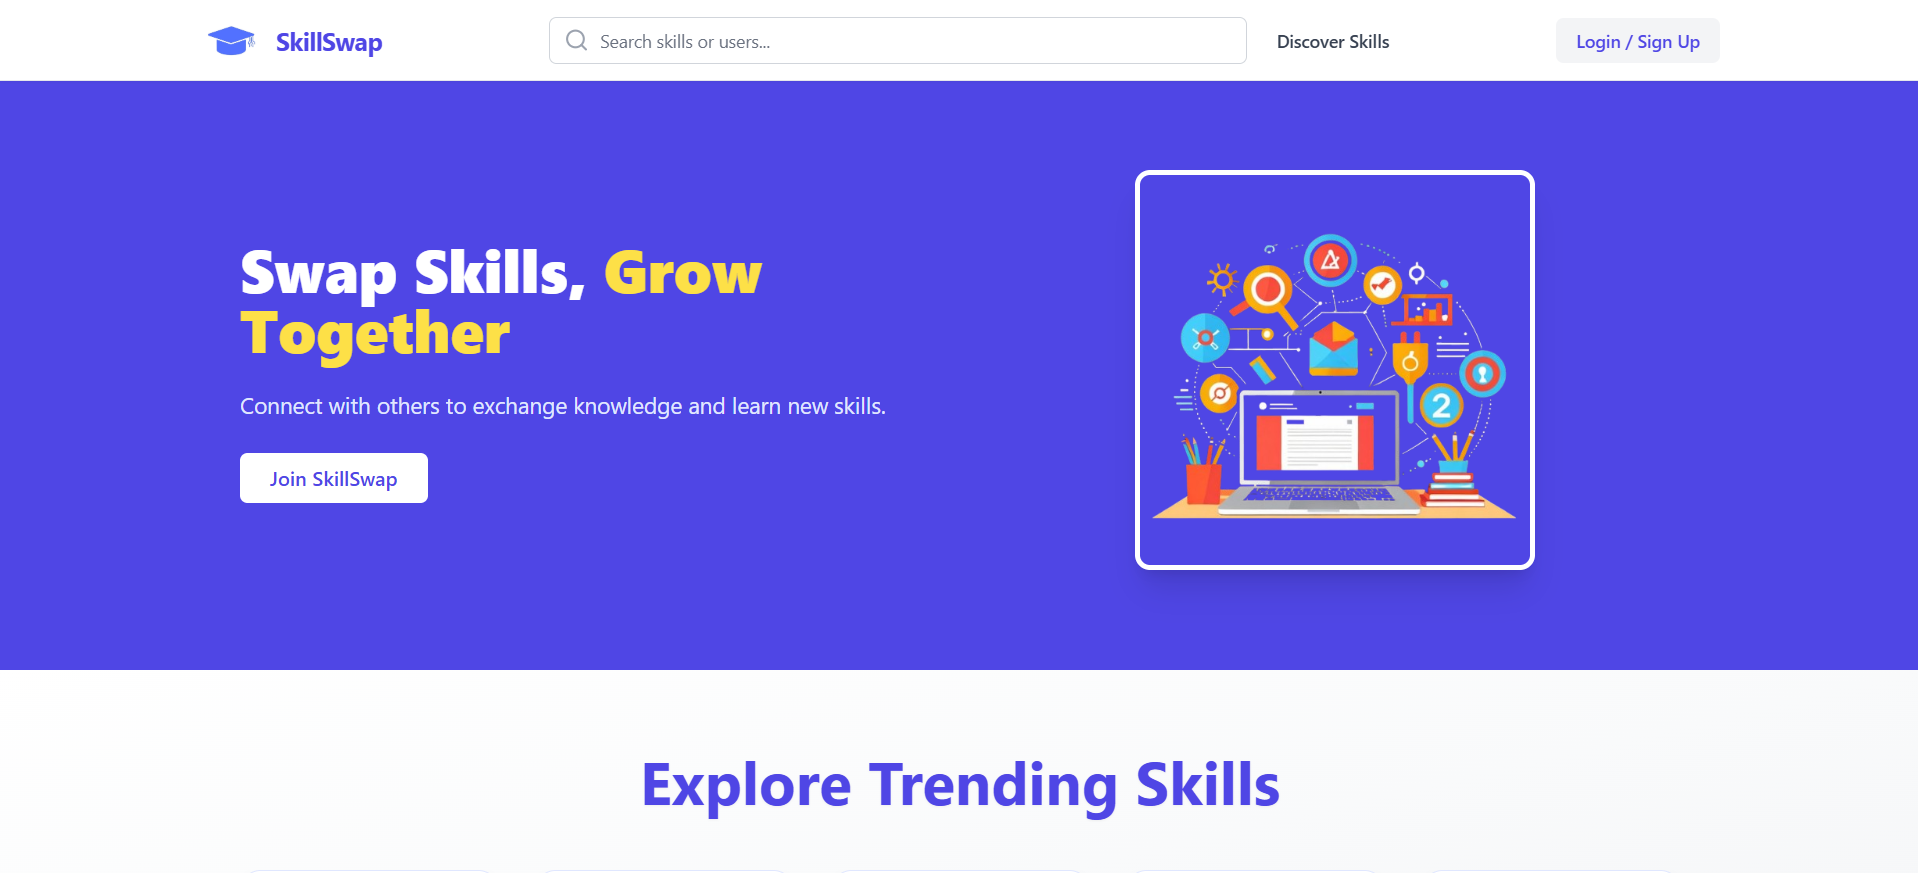 SkillSwap
Search skills or users...
Discover Skills
Login / Sign Up
Swap Skills, Grow
Together
Connect with others to exchange knowledge and learn new skills.
Join SkillSwap
2
Explore Trending Skills